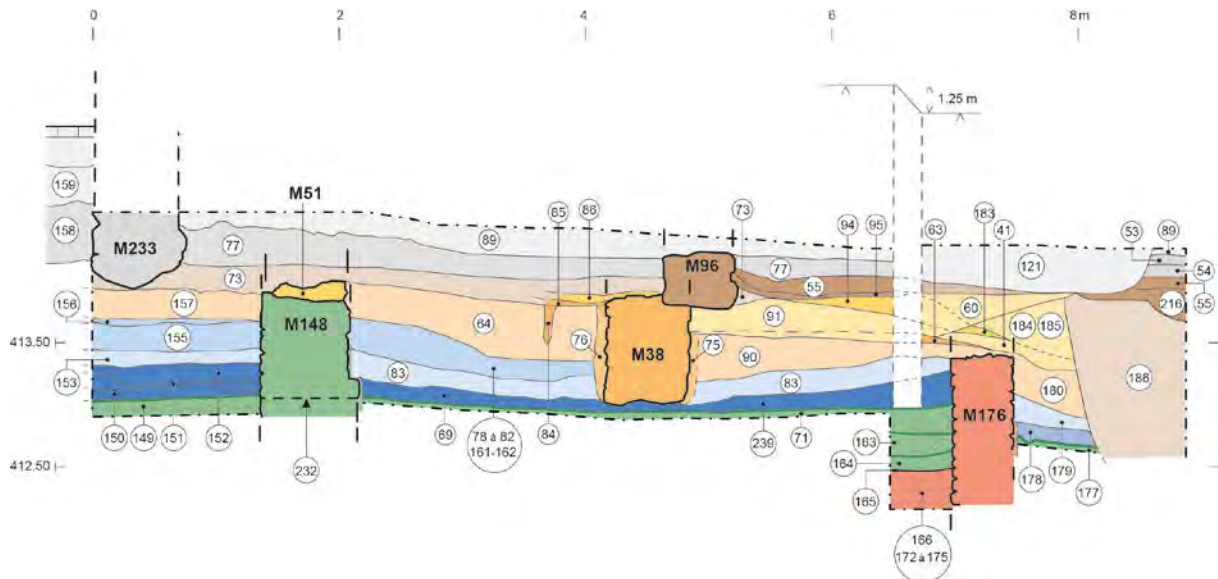 0 2 4 6 8 m
1.25 m
M51
159
65 86 73 94 95 63 183 41 53 89
158 M233 77 89 M96 77 121 54
73 55 55
156 157 M148 64 91 60 216
155 76 M38 75 184 185
413.50
153 83 90 83 180 186
M176
150 149 151 152 69 78 à 82 84 239 71 163
161-162
232 164 178 179 177
412.50
165
166
172 à 175